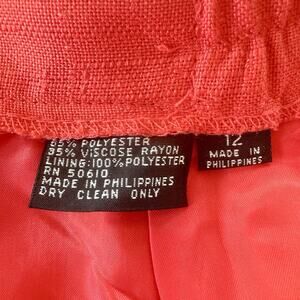 65% POLYESTER
35% VISCOSE RAYON
LINING:100% POLYESTER
RN 50610
MADE IN PHILIPPINES
DRY CLEAN ONLY
12
MADE IN
PHILIPPINES